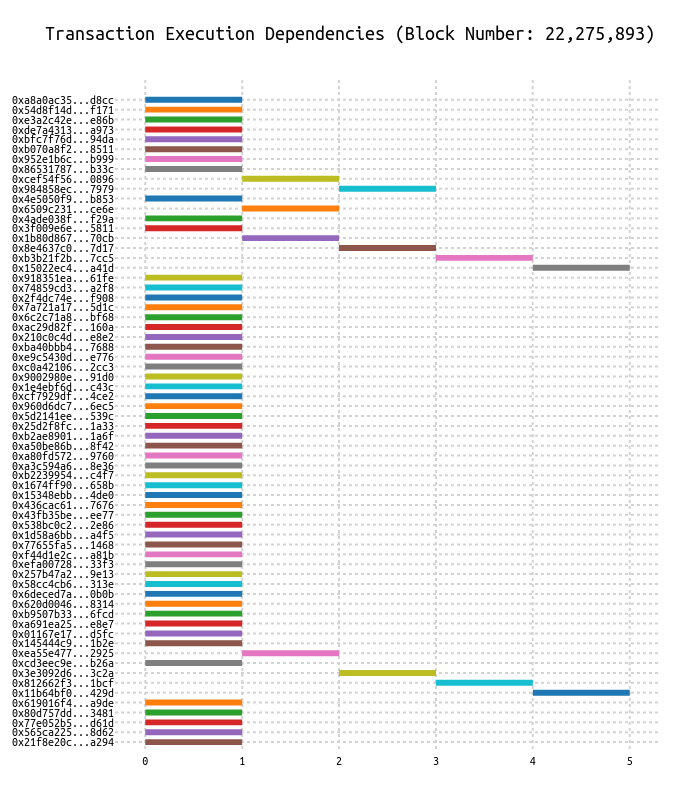 Transaction Execution Dependencies (Block Number: 22,275,893)
0xa8a0ac35...d8cc
0x54d8f14d...f171
0xe3a2c42e...e86b
0xde7a4313...a973
0xbfc7f76d...94da
0xb070a8f2...8511
0x952e1b6c...b999
0x86531787...b33c
0xcef54f56...0896
0x984858ec...7979
0x4e5050f9...b853
0x6509c231...ce6e
0x4ade038f...f29a
0x3f009e6e...5811
0x1b80d867...70cb
0x8e4637c0...7d17
0xb3b21f2b...7cc5
0x15022ec4...a41d
0x918351ea...61fe
0x74859cd3...a2f8
0x2f4dc74e...f908
0x7a721a17...5d1c
0x6c2c71a8...bf68
0xac29d82f...160a
0x210c0c4d...e8e2
0xba40bbb4...7688
0xe9c5430d...e776
0xc0a42106...2cc3
0x9002980e...91d0
0x1e4ebf6d...c43c
0xcf7929df...4ce2
0x960d6dc7...6ec5
0x5d2141ee...539c
0x25d2f8fc...1a33
0xb2ae8901...1a6f
0xa50be86b...8f42
0xa80fd572...9760
0xa3c594a6...8e36
0xb2239954...c4f7
0x1674ff90...658b
0x15348ebb...4de0
0x436cac61...7676
0x43fb35be...ee77
0x538bc0c2...2e86
0x1d58a6bb...a4f5
0x77655fa5...1468
0xf44d1e2c...a81b
0xefa00728...33f3
0x257b47a2...9e13
0x58cc4cb6...313e
0x6deced7a...0b0b
0x620d0046...8314
0xb9507b33...6fcd
0xa691ea25...e8e7
0x01167e17...d5fc
0x145444c9...1b2e
0xea55e477...2925
0xcd3eec9e...b26a
0x3e3092d6...3c2a
0x812662f3...1bcf
0x11b64bf0...429d
0x619016f4...a9de
0x80d757dd...3481
0x77e052b5...d61d
0x565ca225...8d62
0x21f8e20c...a294
0 1 2 3 4 5